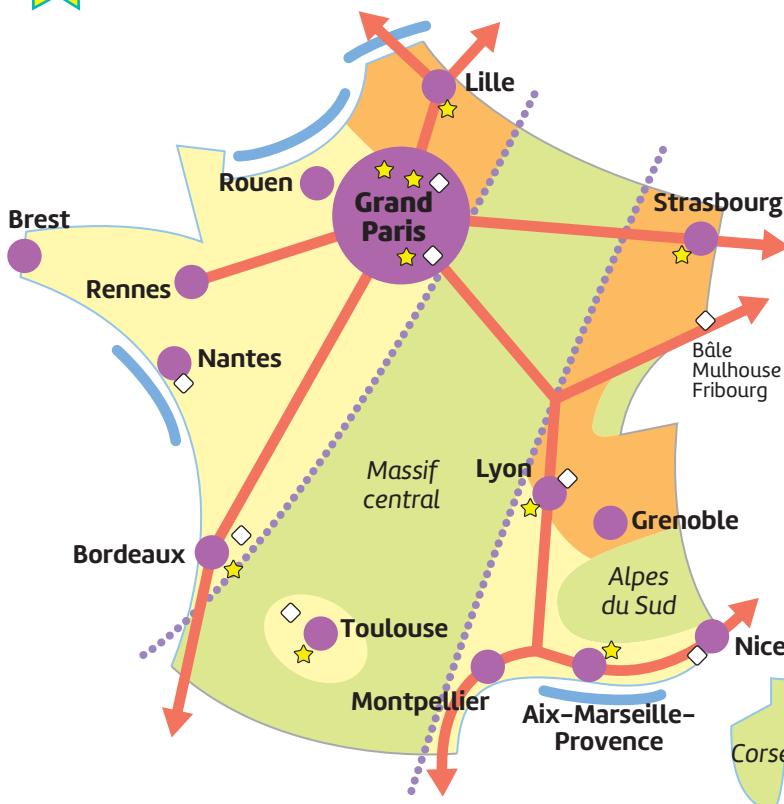 Lille
Rouen
Grand
Paris
Strasbourg
Brest
Rennes
Nantes
Bâle
Mulhouse
Fribourg
Massif
central
Lyon
Grenoble
Bordeaux
Alpes
du Sud
Toulouse
Nice
Montpellier
Aix–Marseille–
Provence
Corse